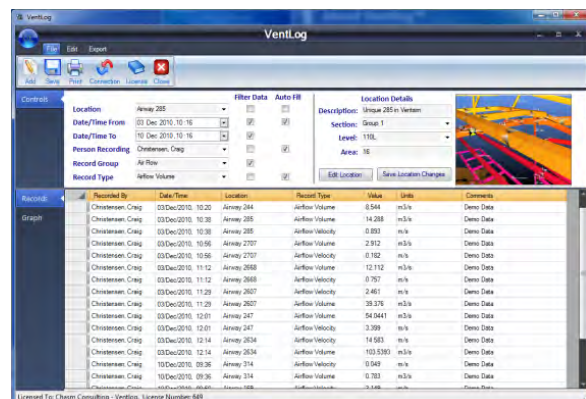 VentLog
VentLog
File Edit Export
Add Save Print Connection License Close
Controls
Filter Data Auto Fill
Location Airway 285
Date/Time From 03 Dec 2010, 10:16
Date/Time To 10 Dec 2010, 10:16
Person Recording Christensen, Craig
Record Group Air Flow
Record Type Airflow Volume
Location Details
Description: Unique 285 in Ventsim
Section: Group 1
Level: 110L
Area: 16
Edit Location Save Location Changes
Records
Graph
Recorded By Date/Time Location Record Type Value Units Comments
Christensen, Craig 03/Dec/2010, 10:20 Airway 244 Airflow Volume 8.544 m3/s Demo Data
Christensen, Craig 03/Dec/2010, 10:38 Airway 285 Airflow Volume 14.288 m3/s Demo Data
Christensen, Craig 03/Dec/2010, 10:38 Airway 285 Airflow Velocity 0.893 m/s Demo Data
Christensen, Craig 03/Dec/2010, 10:56 Airway 2707 Airflow Volume 2.912 m3/s Demo Data
Christensen, Craig 03/Dec/2010, 10:56 Airway 2707 Airflow Velocity 0.182 m/s Demo Data
Christensen, Craig 03/Dec/2010, 11:12 Airway 2668 Airflow Volume 12.112 m3/s Demo Data
Christensen, Craig 03/Dec/2010, 11:12 Airway 2668 Airflow Velocity 0.757 m/s Demo Data
Christensen, Craig 03/Dec/2010, 11:29 Airway 2607 Airflow Velocity 2.461 m/s Demo Data
Christensen, Craig 03/Dec/2010, 11:29 Airway 2607 Airflow Volume 39.376 m3/s Demo Data
Christensen, Craig 03/Dec/2010, 12:01 Airway 247 Airflow Volume 54.0441 m3/s Demo Data
Christensen, Craig 03/Dec/2010, 12:01 Airway 247 Airflow Velocity 3.399 m/s Demo Data
Christensen, Craig 03/Dec/2010, 12:14 Airway 2634 Airflow Velocity 14.583 m/s Demo Data
Christensen, Craig 03/Dec/2010, 12:14 Airway 2634 Airflow Volume 103.5393 m3/s Demo Data
Christensen, Craig 10/Dec/2010, 09:36 Airway 314 Airflow Velocity 0.049 m/s Demo Data
Christensen, Craig 10/Dec/2010, 09:36 Airway 314 Airflow Volume 0.783 m3/s Demo Data
Licensed To: Chasm Consulting - Ventlog, License Number: 689